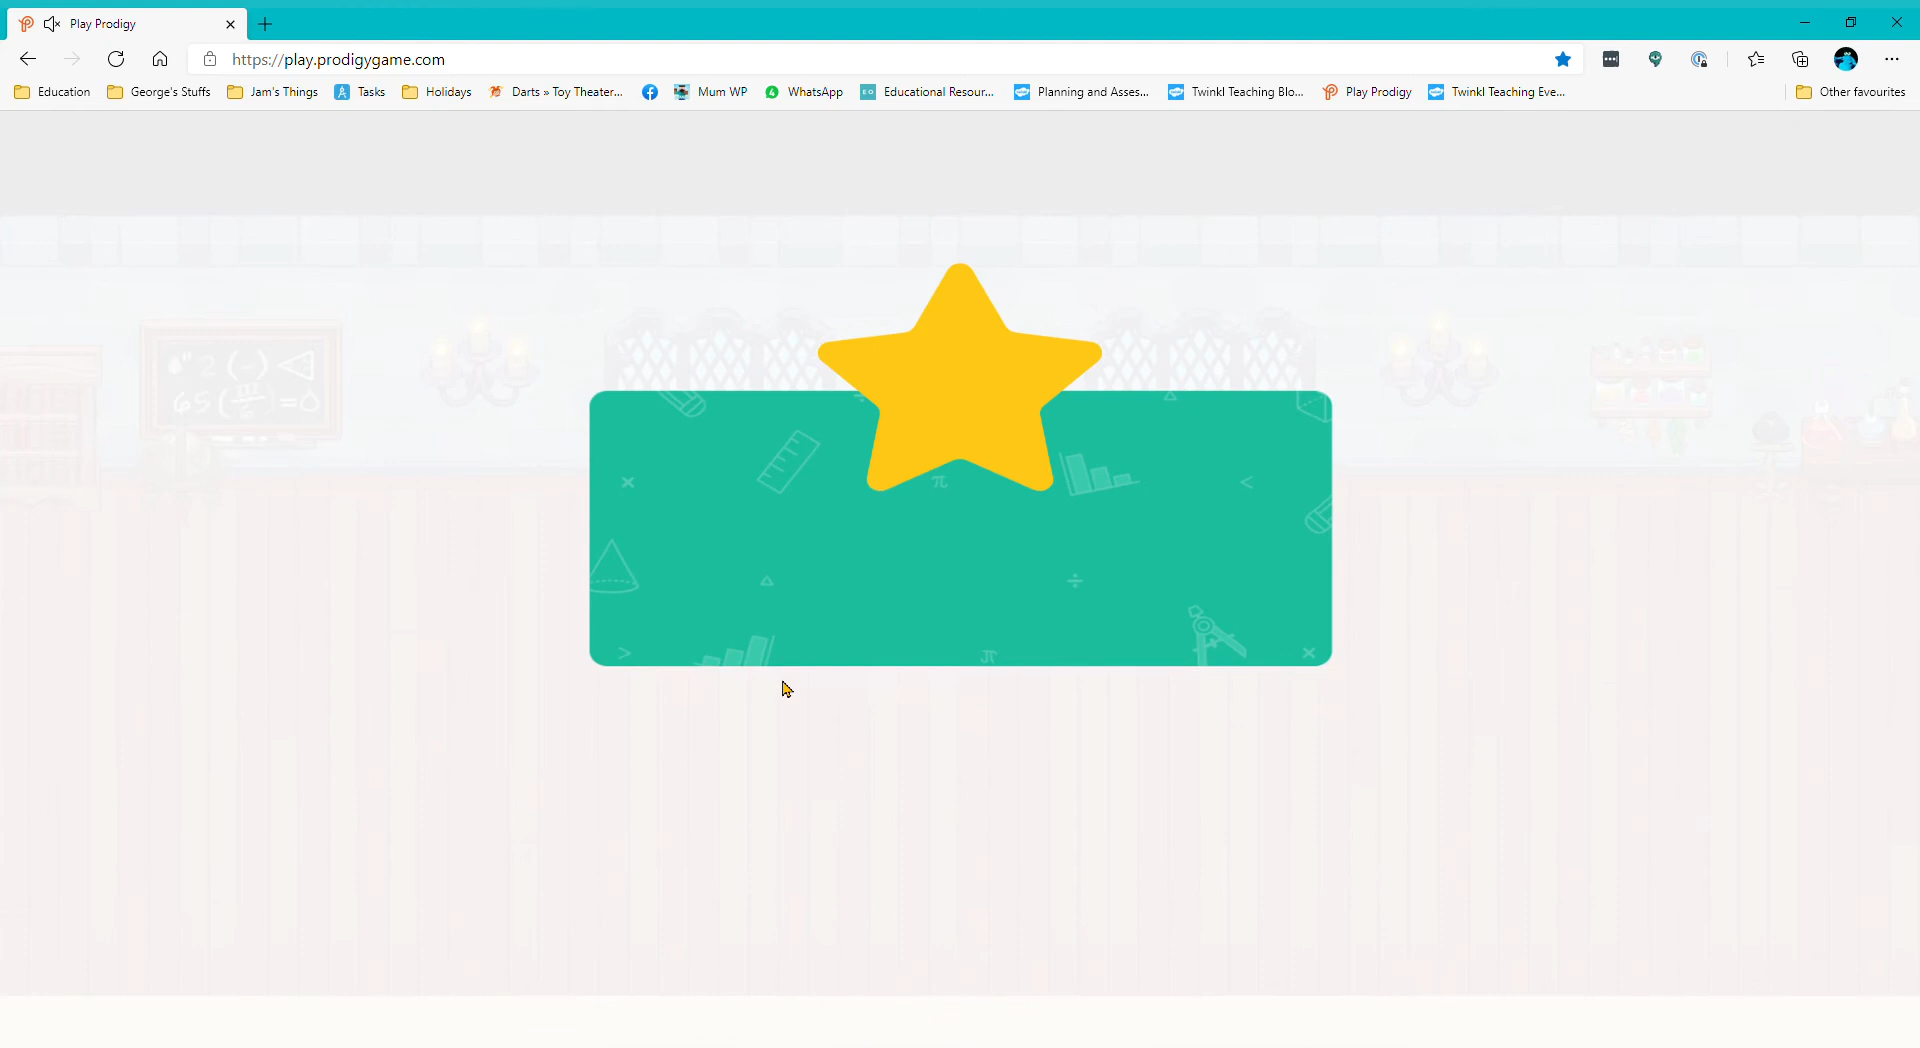 Play Prodigy
https://play.prodigygame.com
Education George's Stuffs Jam's Things Tasks Holidays Darts » Toy Theater... Mum WP WhatsApp Educational Resour... Planning and Asses... Twinkl Teaching Blo... Play Prodigy Twinkl Teaching Eve... Other favourites
× π <
÷
> π ×